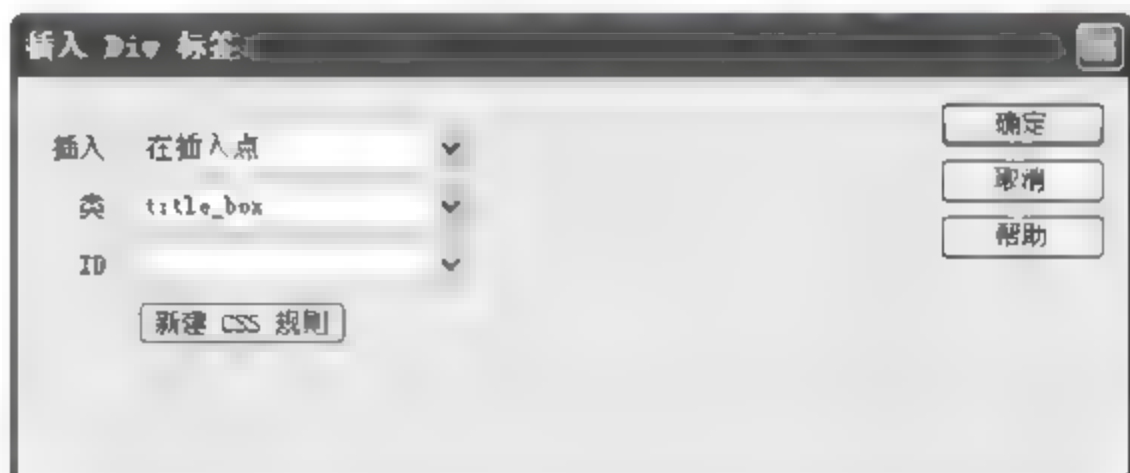 插入 Div 标签
插入 在插入点
确定
类 title_box
取消
ID
帮助
新建 CSS 规则